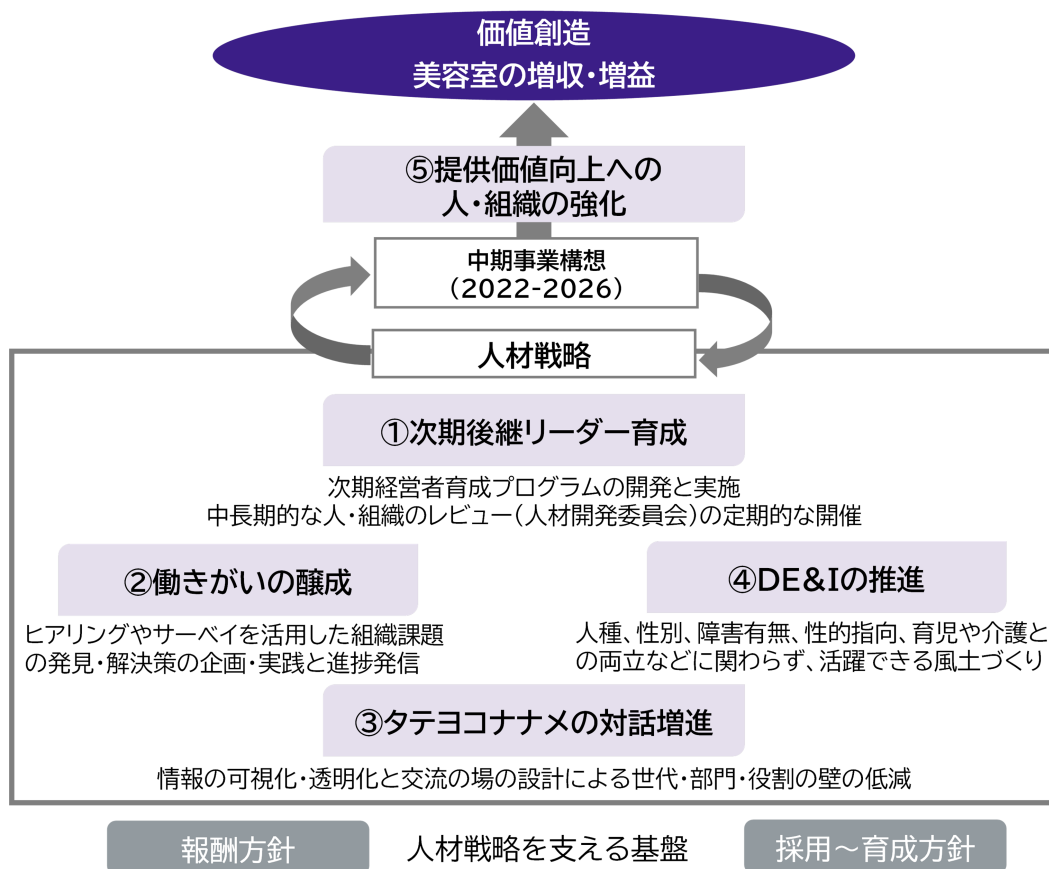 価値創造
美容室の増収・増益
⑤提供価値向上への
人・組織の強化
中期事業構想
（2022-2026）
人材戦略
①次期後継リーダー育成
次期経営者育成プログラムの開発と実施
中長期的な人・組織のレビュー（人材開発委員会）の定期的な開催
②働きがいの醸成
ヒアリングやサーベイを活用した組織課題
の発見・解決策の企画・実践と進捗発信
④DE&Iの推進
人種、性別、障害有無、性的指向、育児や介護と
の両立などに関わらず、活躍できる風土づくり
③タテヨコナナメの対話増進
情報の可視化・透明化と交流の場の設計による世代・部門・役割の壁の低減
報酬方針
人材戦略を支える基盤
採用～育成方針